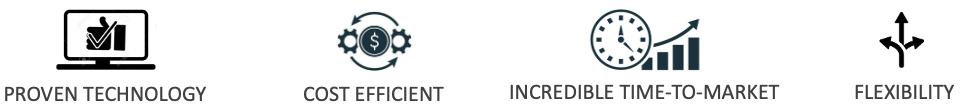 PROVEN TECHNOLOGY
COST EFFICIENT
INCREDIBLE TIME-TO-MARKET
FLEXIBILITY
$